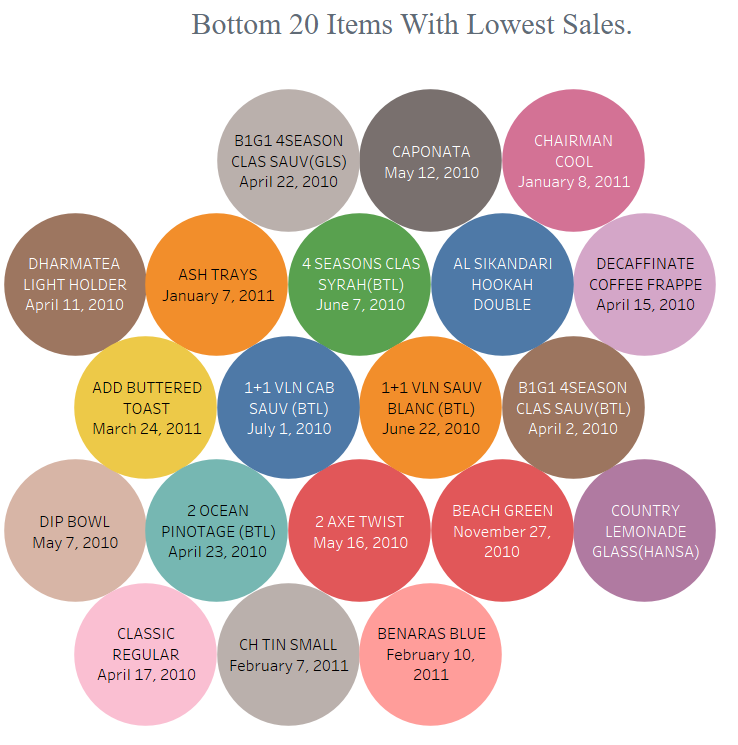 Bottom 20 Items With Lowest Sales.
B1G1 4SEASON
CLAS SAUV(GLS)
April 22, 2010
CAPONATA
May 12, 2010
CHAIRMAN
COOL
January 8, 2011
DHARMATEA
LIGHT HOLDER
April 11, 2010
ASH TRAYS
January 7, 2011
4 SEASONS CLAS
SYRAH(BTL)
June 7, 2010
AL SIKANDARI
HOOKAH
DOUBLE
DECAFFINATE
COFFEE FRAPPE
April 15, 2010
ADD BUTTERED
TOAST
March 24, 2011
1+1 VLN CAB
SAUV (BTL)
July 1, 2010
1+1 VLN SAUV
BLANC (BTL)
June 22, 2010
B1G1 4SEASON
CLAS SAUV(BTL)
April 2, 2010
DIP BOWL
May 7, 2010
2 OCEAN
PINOTAGE (BTL)
April 23, 2010
2 AXE TWIST
May 16, 2010
BEACH GREEN
November 27,
2010
COUNTRY
LEMONADE
GLASS(HANSA)
CLASSIC
REGULAR
April 17, 2010
CH TIN SMALL
February 7, 2011
BENARAS BLUE
February 10,
2011